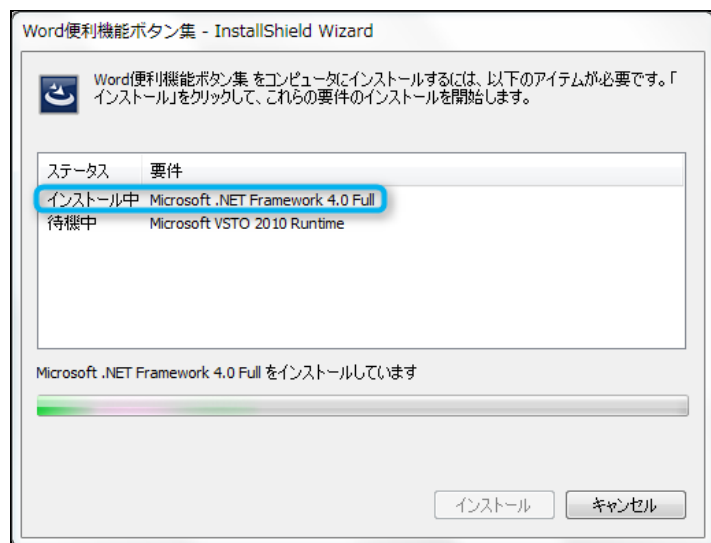 Word便利機能ボタン集 - InstallShield Wizard
Word便利機能ボタン集 をコンピュータにインストールするには、以下のアイテムが必要です。「
インストール」をクリックして、これらの要件のインストールを開始します。
ステータス 要件
インストール中 Microsoft .NET Framework 4.0 Full
待機中 Microsoft VSTO 2010 Runtime
Microsoft .NET Framework 4.0 Full をインストールしています
インストール キャンセル